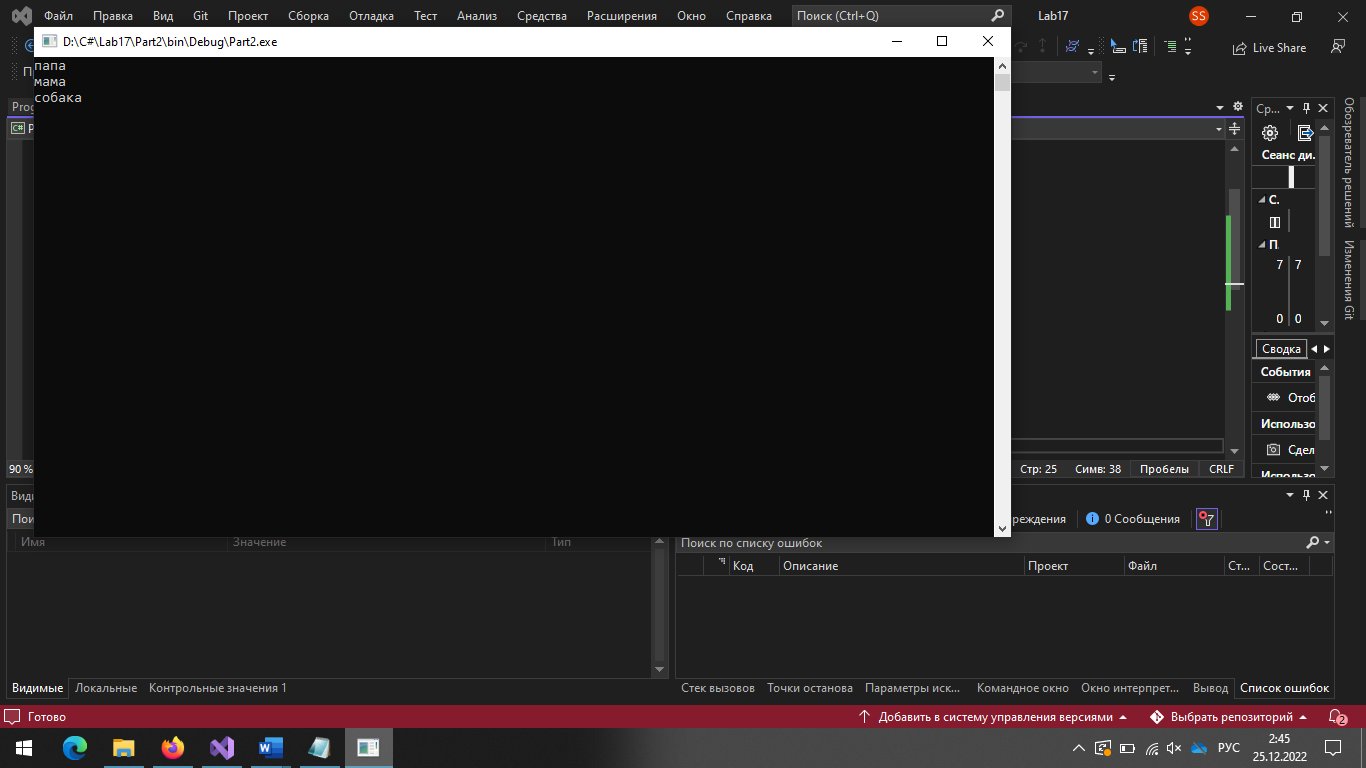 Файл Правка Вид Git Проект Сборка Отладка Тест Анализ Средства Расширения Окно Справка Поиск (Ctrl+Q) Lab17 SS
D:\C#\Lab17\Part2\bin\Debug\Part2.exe
Live Share
папа
мама
собака
Prog
Ср...
C# P
Сеанс ди...
С.
П.
7 7
0 0
Обозреватель решений
Изменения Git
Сводка
События
Отоб
Использо
Сдел
Использо
90 % Стр: 25 Симв: 38 Пробелы CRLF
Види
Пои
реждения 0 Сообщения
Имя Значение Тип
Поиск по списку ошибок
Код Описание Проект Файл Ст... Сост...
Видимые Локальные Контрольные значения 1
Стек вызовов Точки останова Параметры иск... Командное окно Окно интерпрет... Вывод Список ошибок
Готово Добавить в систему управления версиями Выбрать репозиторий 2
РУС 2:45
25.12.2022